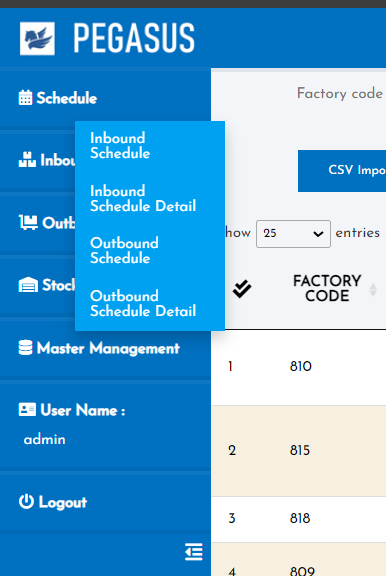 PEGASUS
Schedule
Factory code
Inbound
Schedule
Inbound
Schedule Detail
Outbound
Schedule
Outbound
Schedule Detail
CSV Impo
Inbou
Outb
how 25 entries
Stock
FACTORY
CODE
Master Management
1 810
User Name :
admin
2 815
Logout
3 818
4 809